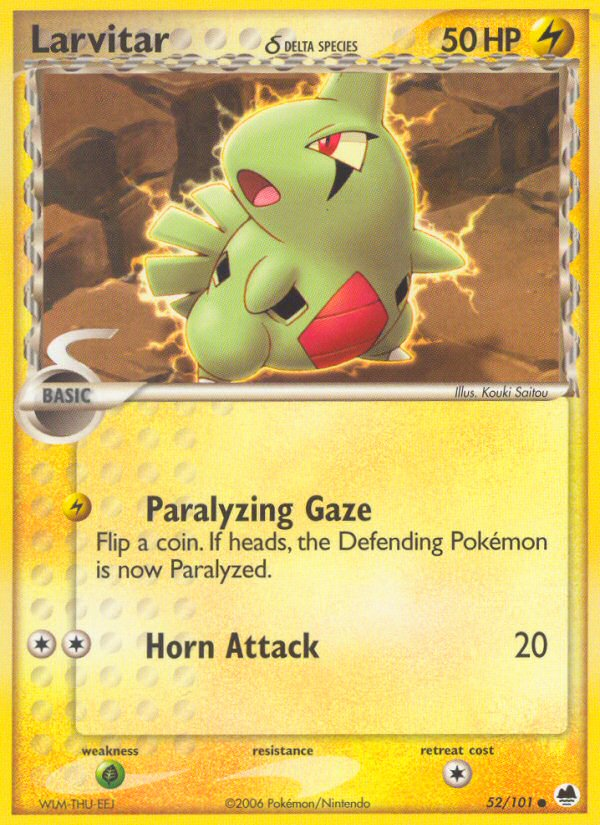 Larvitar δ DELTA SPECIES 50 HP
BASIC
Illus. Kouki Saitou
Paralyzing Gaze
Flip a coin. If heads, the Defending Pokémon
is now Paralyzed.
Horn Attack 20
weakness resistance retreat cost
WLM-THU-EEJ ©2006 Pokémon/Nintendo 52/101